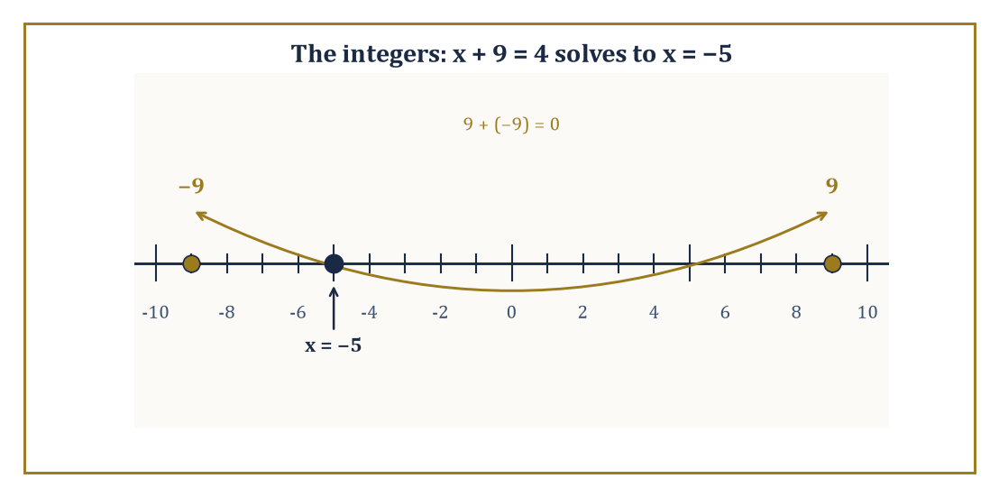 The integers: x + 9 = 4 solves to x = −5
9 + (−9) = 0
−9 9
-10 -8 -6 -4 -2 0 2 4 6 8 10
x = −5